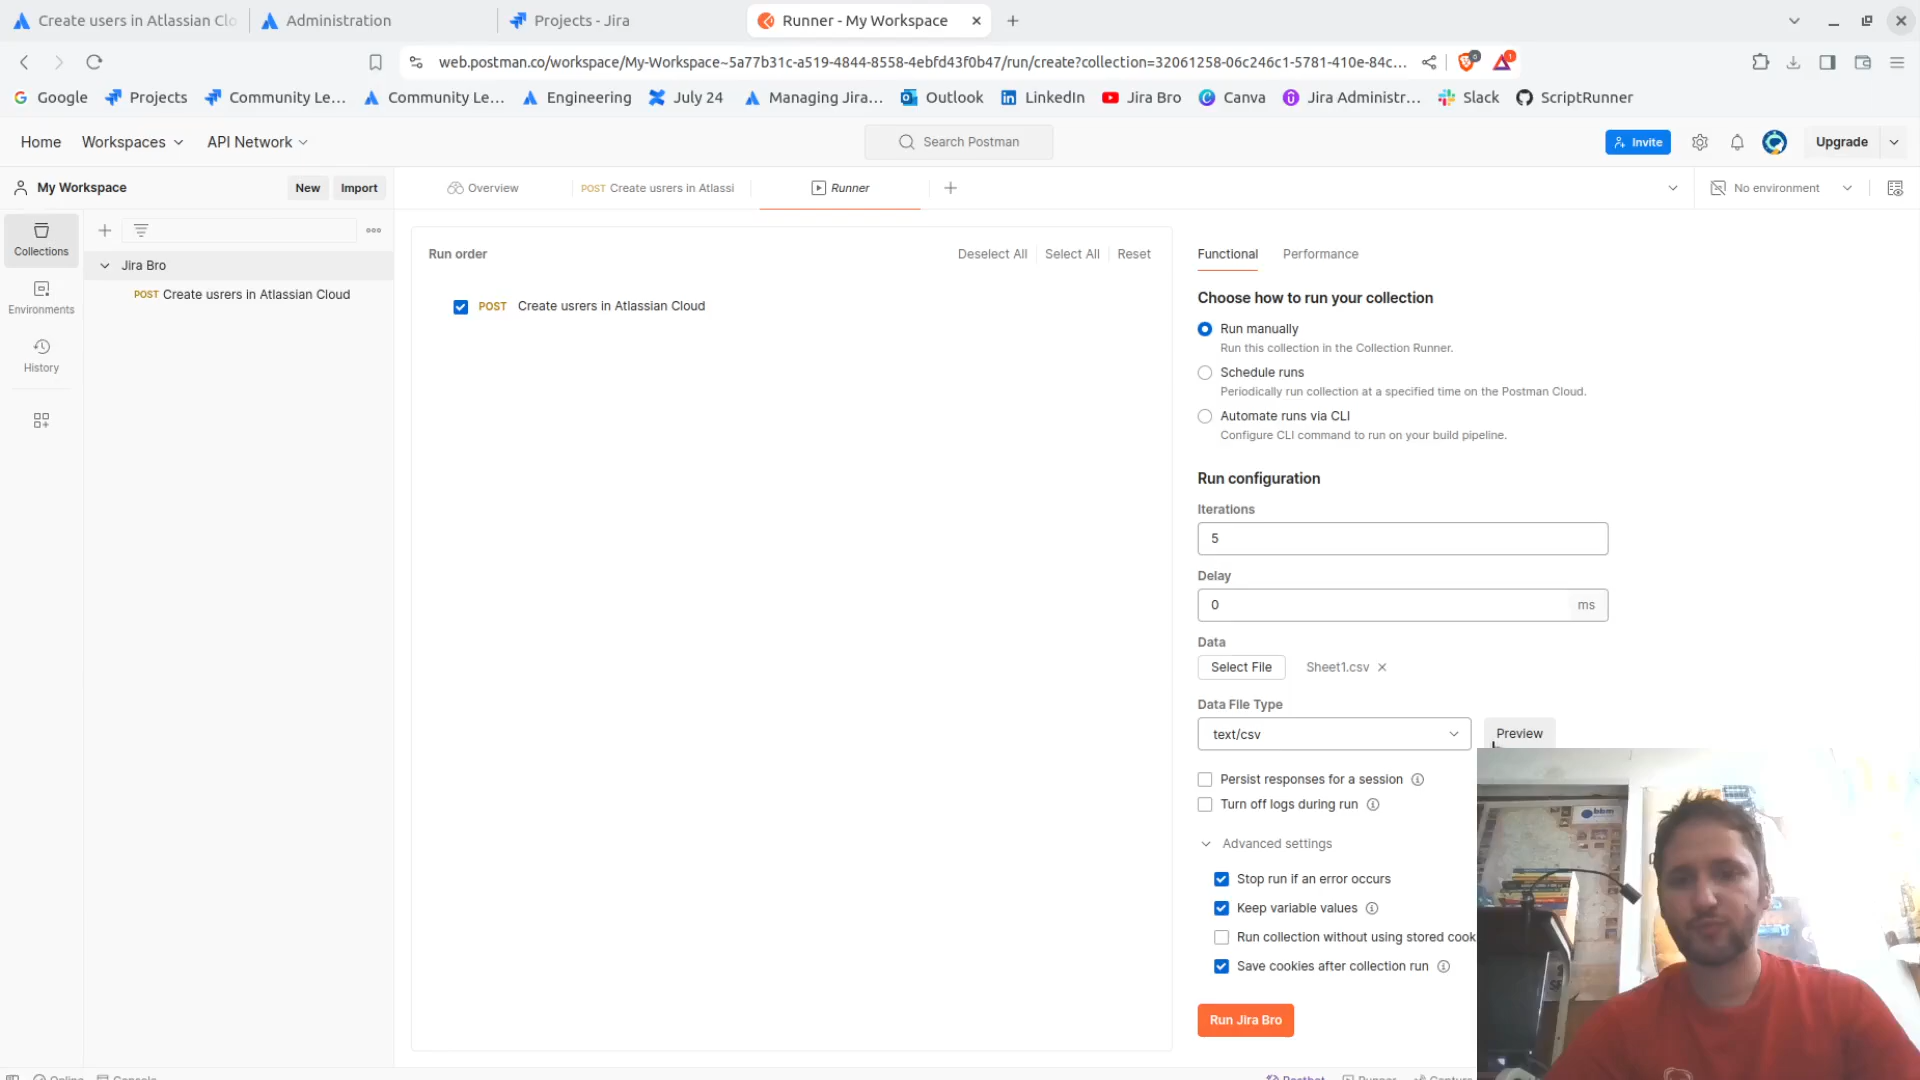 Create users in Atlassian Clo
Administration
Projects - Jira
Runner - My Workspace
web.postman.co/workspace/My-Workspace~5a77b31c-a519-4844-8558-4ebfd43f0b47/run/create?collection=32061258-06c246c1-5781-410e-84c...
Google
Projects
Community Le...
Community Le...
Engineering
July 24
Managing Jira...
Outlook
LinkedIn
Jira Bro
Canva
Jira Administr...
Slack
ScriptRunner
Home
Workspaces
API Network
Search Postman
Invite
Upgrade
My Workspace
New
Import
Overview
POST Create usrers in Atlassi
Runner
No environment
Collections
Environments
History
Jira Bro
POST Create usrers in Atlassian Cloud
Run order
Deselect All
Select All
Reset
POST Create usrers in Atlassian Cloud
Functional
Performance
Choose how to run your collection
Run manually
Run this collection in the Collection Runner.
Schedule runs
Periodically run collection at a specified time on the Postman Cloud.
Automate runs via CLI
Configure CLI command to run on your build pipeline.
Run configuration
Iterations
5
Delay
0
ms
Data
Select File
Sheet1.csv
Data File Type
text/csv
Preview
Persist responses for a session
Turn off logs during run
Advanced settings
Stop run if an error occurs
Keep variable values
Run collection without using stored cook
Save cookies after collection run
Run Jira Bro